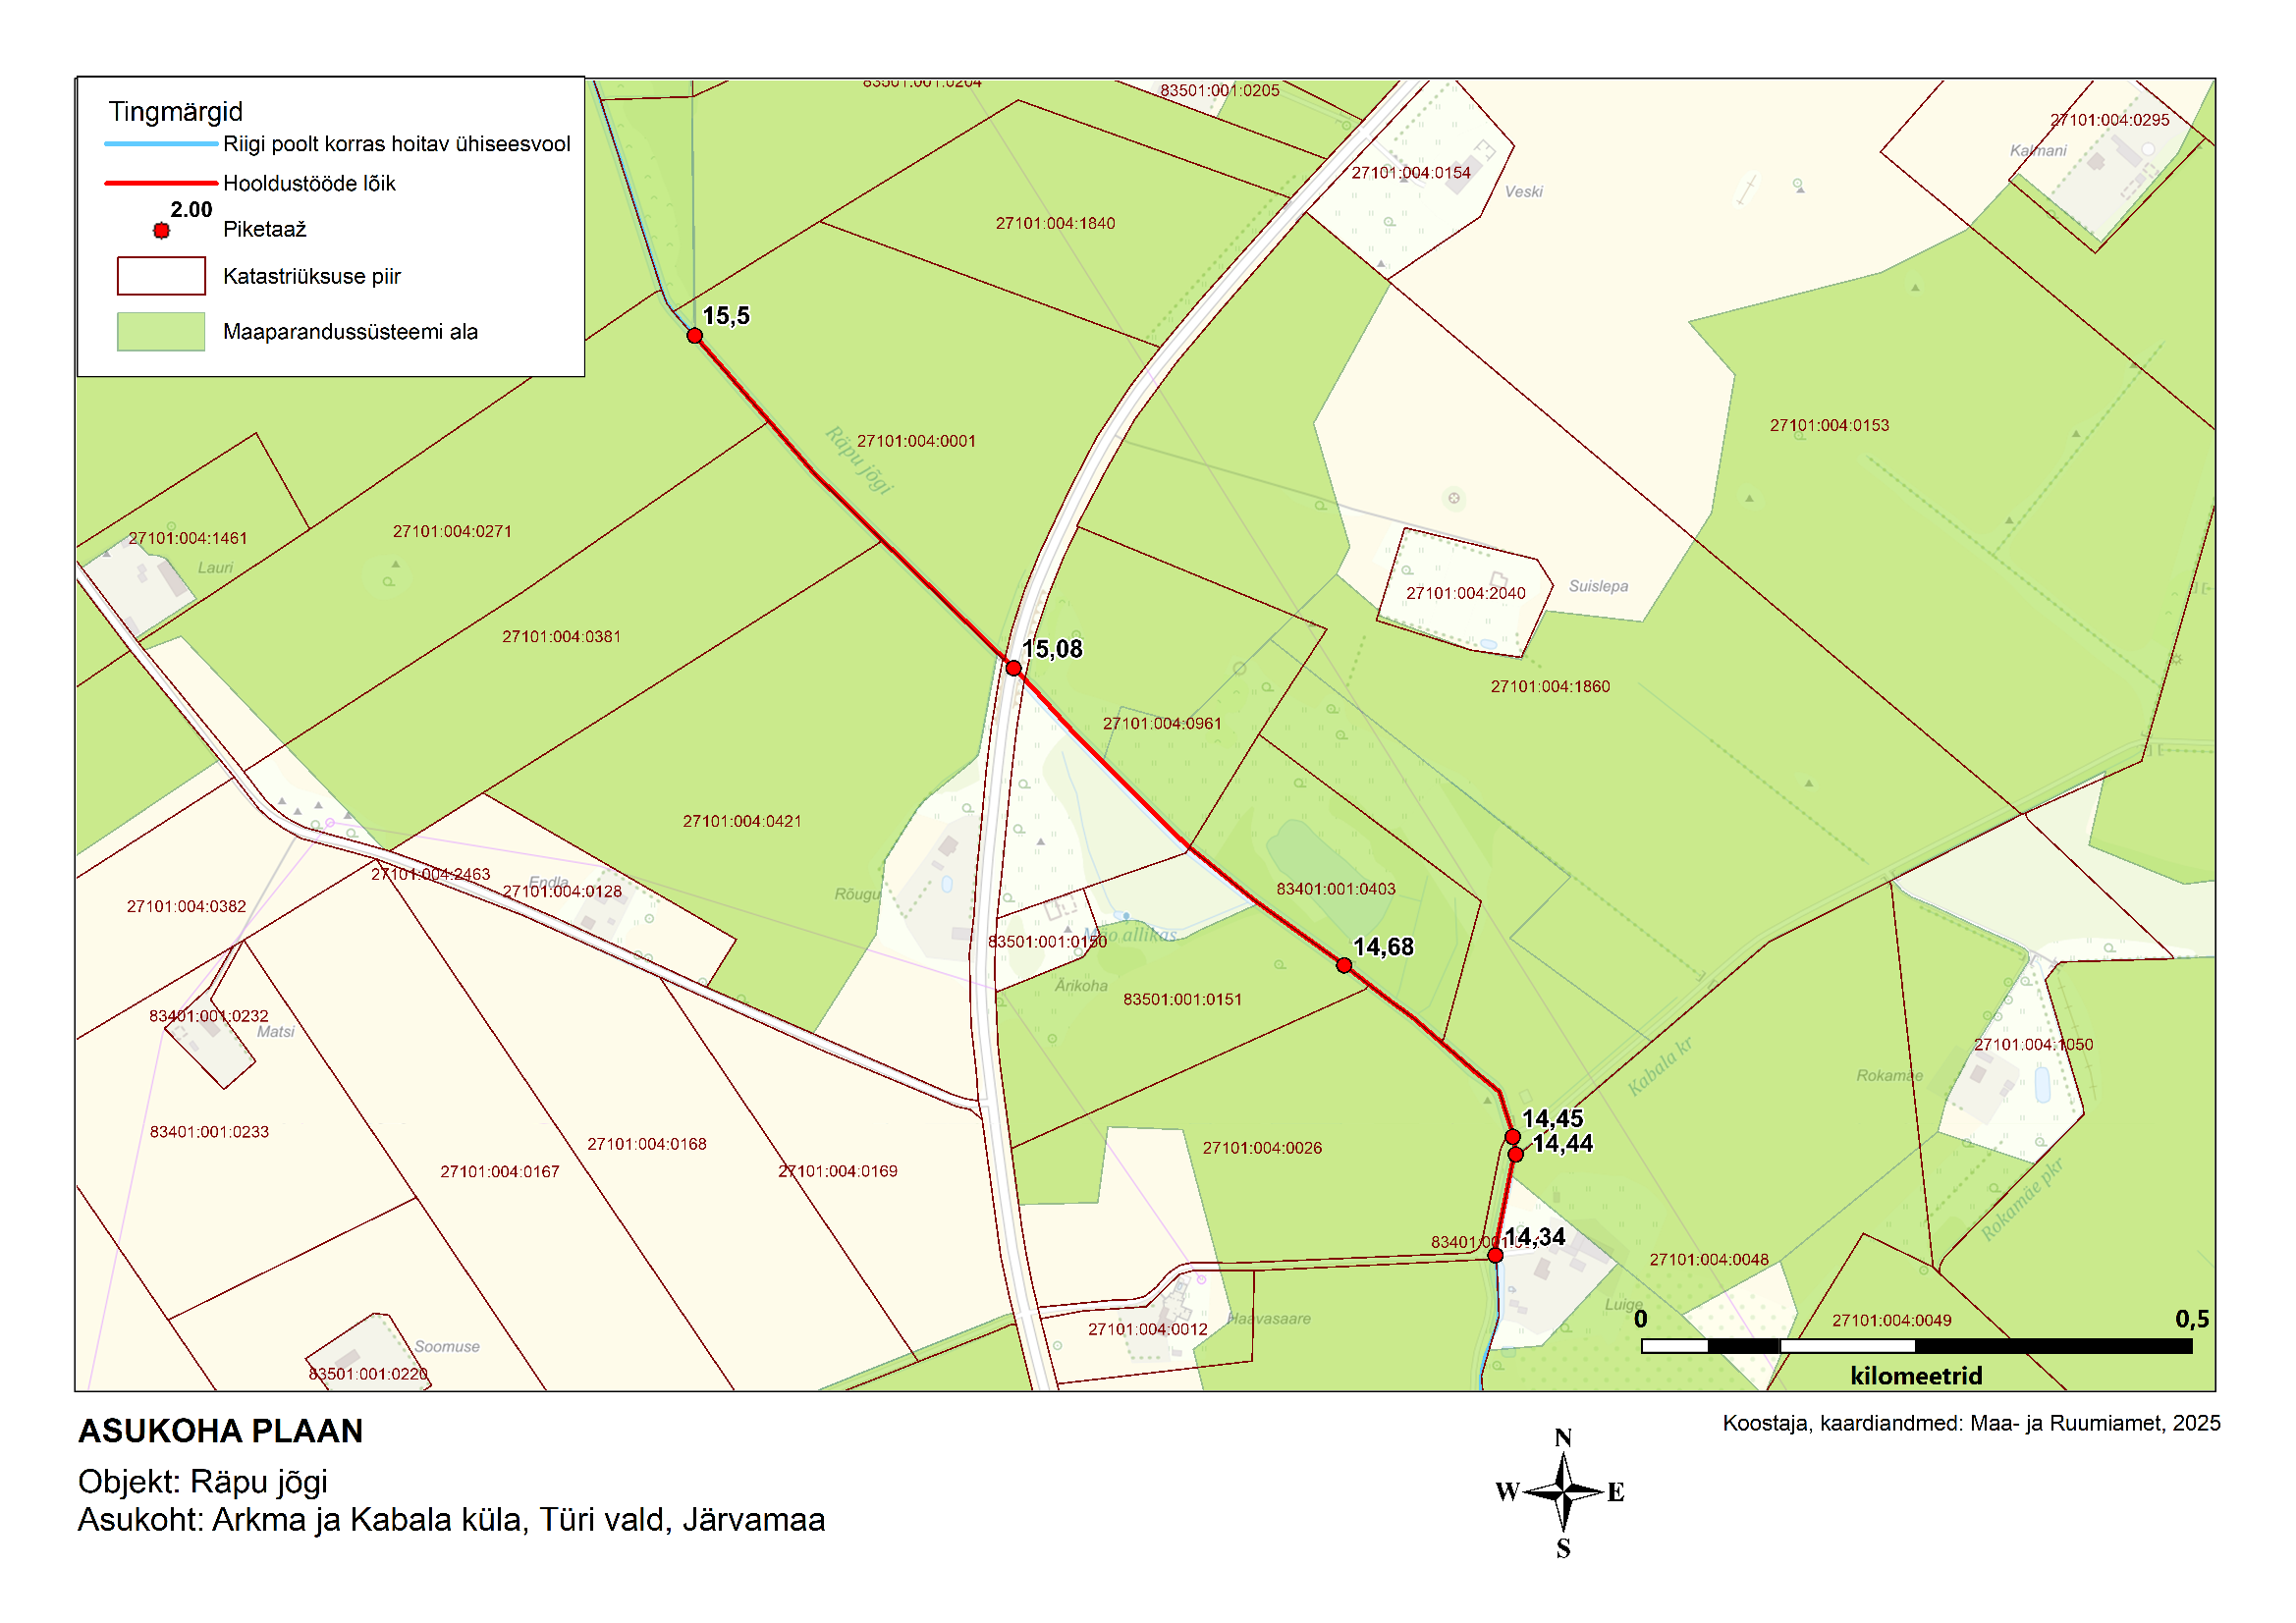 Tingmärgid
Riigi poolt korras hoitav ühiseesvool
Hooldustööde lõik
2.00
Piketaaž
Katastriüksuse piir
Maaparandussüsteemi ala
83501:001:0204
83501:001:0205
27101:004:0295
Kalmani
27101:004:0154
Veski
27101:004:1840
15,5
27101:004:0153
Räpu jõgi
27101:004:0001
27101:004:1461
Lauri
27101:004:0271
27101:004:2040
Suislepa
27101:004:0381
15,08
27101:004:1860
27101:004:0961
27101:004:0421
27101:004:2463
Endla
27101:004:0128
Rõugu
83401:001:0403
27101:004:0382
Mäo allikas
83501:001:0150
14,68
Ärikoha
83501:001:0151
83401:001:0232
Matsi
Kabala kr
27101:004:1050
Rokamäe
83401:001:0233
27101:004:0168
27101:004:0167
27101:004:0169
27101:004:0026
14,45
14,44
Rokamäe pkr
14,34
27101:004:0048
Luige
Haavasaare
27101:004:0012
27101:004:0049
Soomuse
83501:001:0220
0
0,5
kilomeetrid
ASUKOHA PLAAN
Koostaja, kaardiandmed: Maa- ja Ruumiamet, 2025
Objekt: Räpu jõgi
Asukoht: Arkma ja Kabala küla, Türi vald, Järvamaa
N
W
E
S